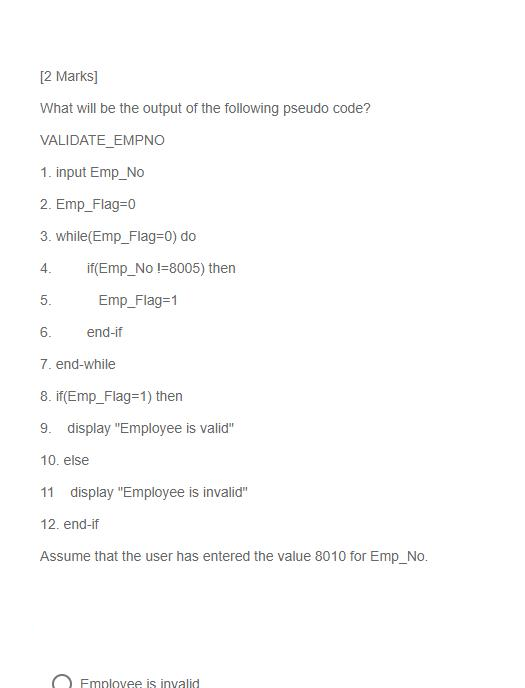 [2 Marks]
What will be the output of the following pseudo code?
VALIDATE_EMPNO
1. input Emp_No
2. Emp_Flag=0
3. while(Emp_Flag=0) do
4. if(Emp_No !=8005) then
5. Emp_Flag=1
6. end-if
7. end-while
8. if(Emp_Flag=1) then
9. display "Employee is valid"
10. else
11 display "Employee is invalid"
12. end-if
Assume that the user has entered the value 8010 for Emp_No.
Employee is invalid